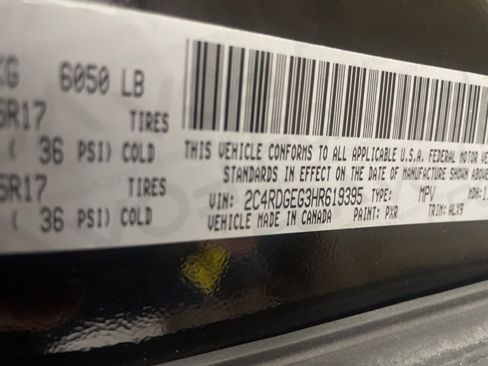 KG 6050 LB
5R17 TIRES
( 36 PSI) COLD
5R17 TIRES
( 36 PSI) COLD
THIS VEHICLE CONFORMS TO ALL APPLICABLE U.S.A. FEDERAL MOTOR
STANDARDS IN EFFECT ON THE DATE OF MANUFACTURE SHOWN ABOVE
VIN: 2C4RDGEG3HR619395 TYPE: MPV MDH:1
VEHICLE MADE IN CANADA PAINT: PXR TRIM: ALX9